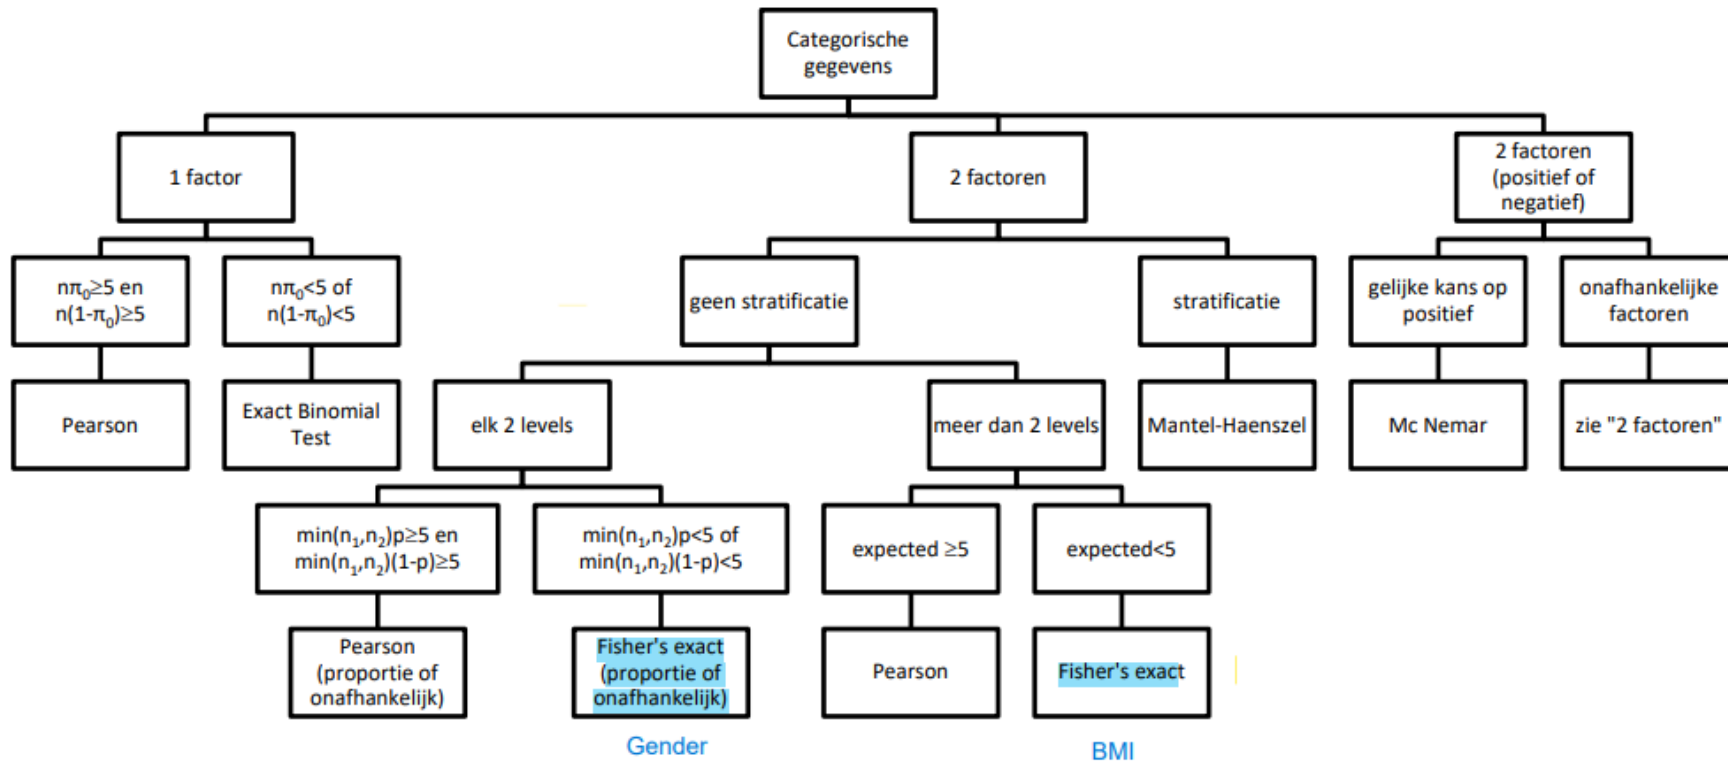 Categorische
gegevens
1 factor
2 factoren
2 factoren
(positief of
negatief)
nπ₀≥5 en
n(1-π₀)≥5
nπ₀<5 of
n(1-π₀)<5
geen stratificatie
stratificatie
gelijke kans op
positief
onafhankelijke
factoren
Pearson
Exact Binomial
Test
elk 2 levels
meer dan 2 levels
Mantel-Haenszel
Mc Nemar
zie "2 factoren"
min(n₁,n₂)p≥5 en
min(n₁,n₂)(1-p)≥5
min(n₁,n₂)p<5 of
min(n₁,n₂)(1-p)<5
expected ≥5
expected<5
Pearson
(proportie of
onafhankelijk)
Fisher's exact
(proportie of
onafhankelijk)
Pearson
Fisher's exact
Gender
BMI